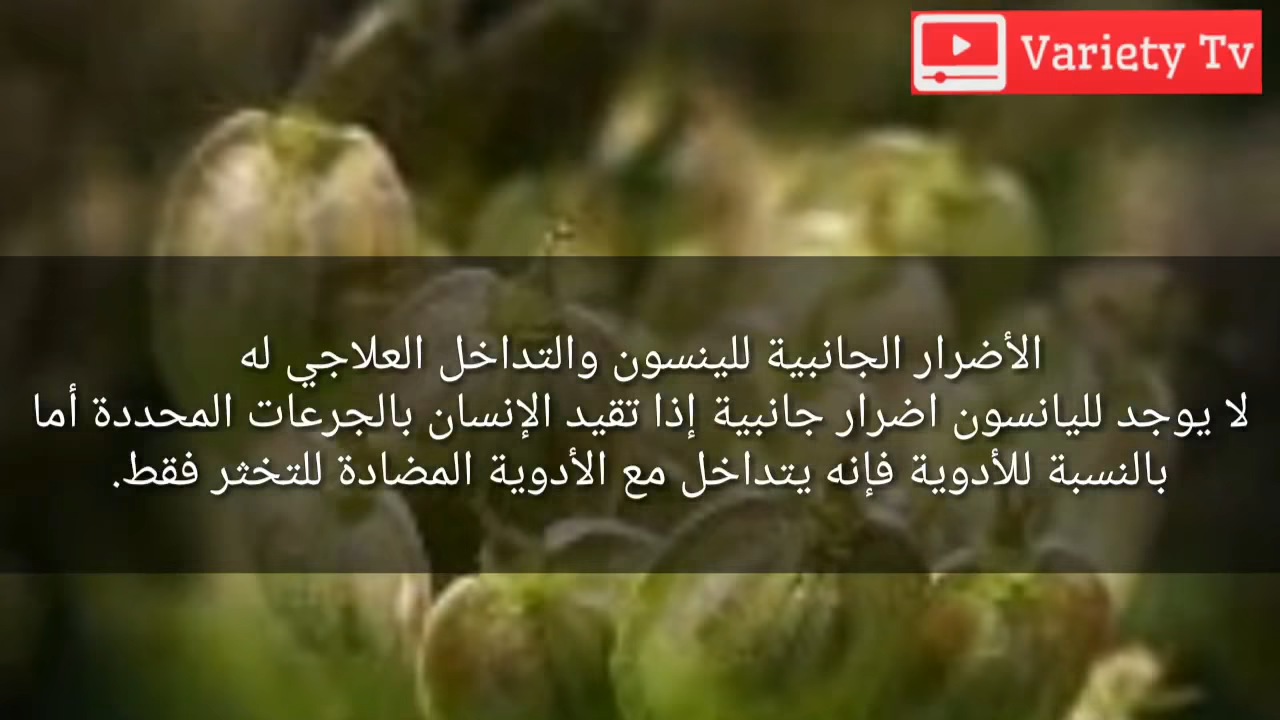 Variety Tv
الأضرار الجانبية للينسون والتداخل العلاجي له
لا يوجد لليانسون اضرار جانبية إذا تقيد الإنسان بالجرعات المحددة أما
بالنسبة للأدوية فإنه يتداخل مع الأدوية المضادة للتخثر فقط.